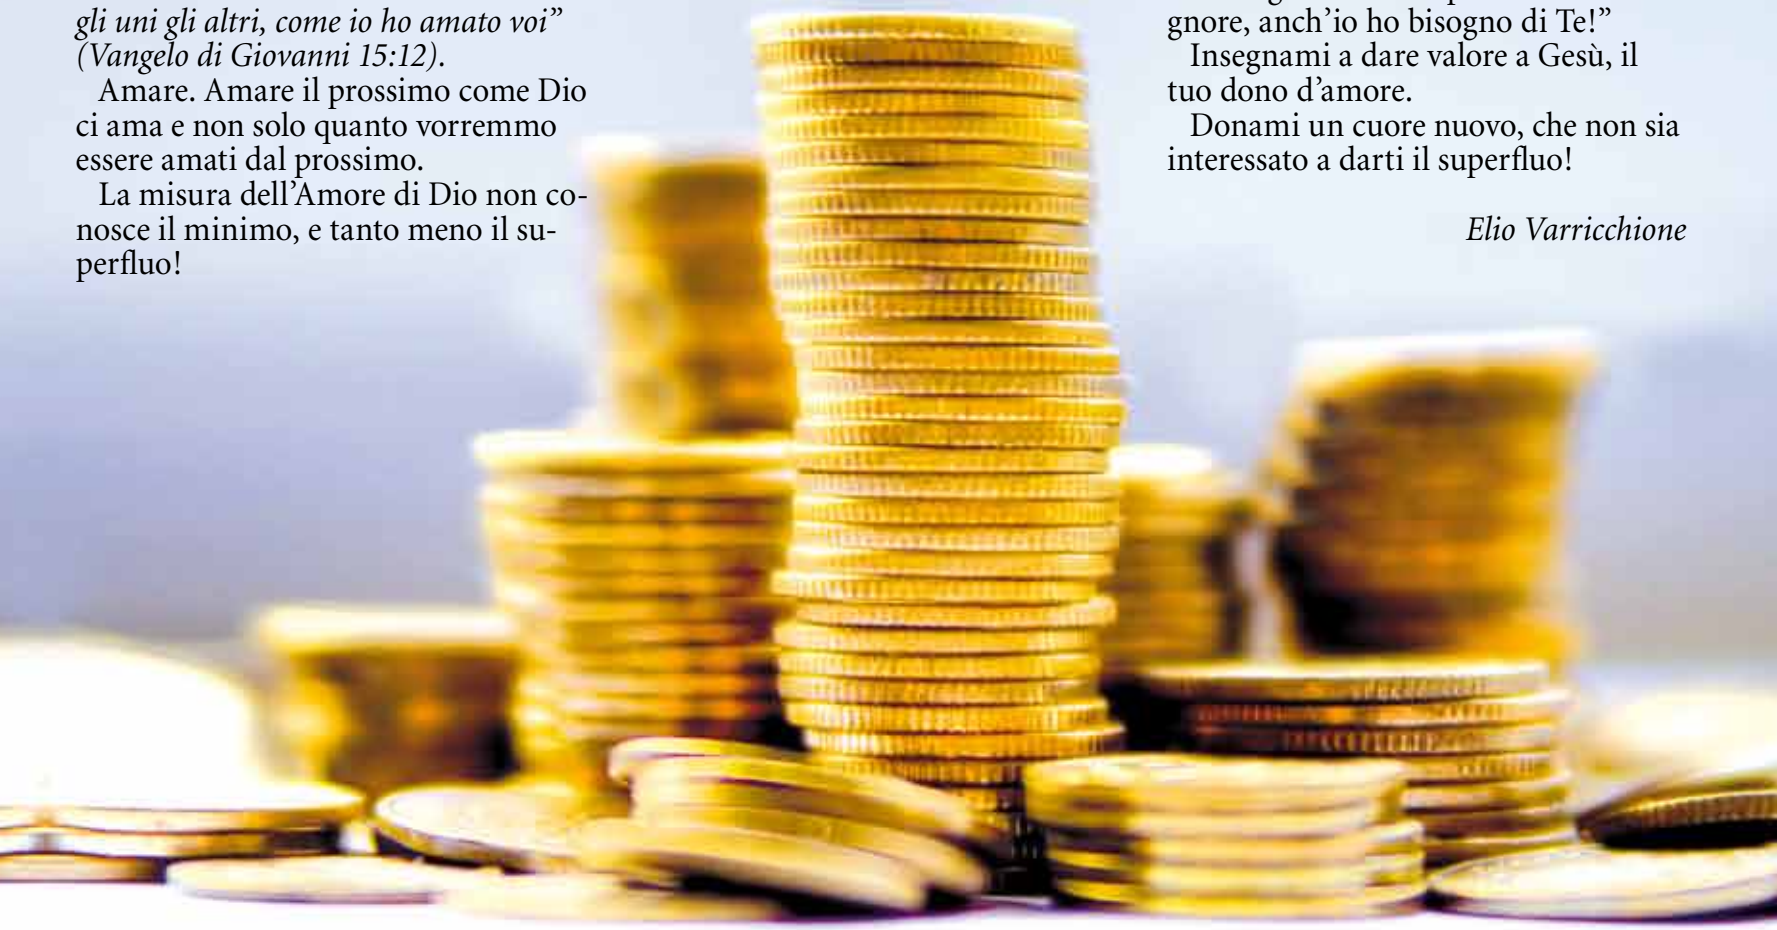 gli uni gli altri, come io ho amato voi”
(Vangelo di Giovanni 15:12).
Amare. Amare il prossimo come Dio
ci ama e non solo quanto vorremmo
essere amati dal prossimo.
La misura dell’Amore di Dio non co-
nosce il minimo, e tanto meno il su-
perfluo!
gnore, anch’io ho bisogno di Te!”
Insegnami a dare valore a Gesù, il
tuo dono d’amore.
Donami un cuore nuovo, che non sia
interessato a darti il superfluo!
Elio Varricchione